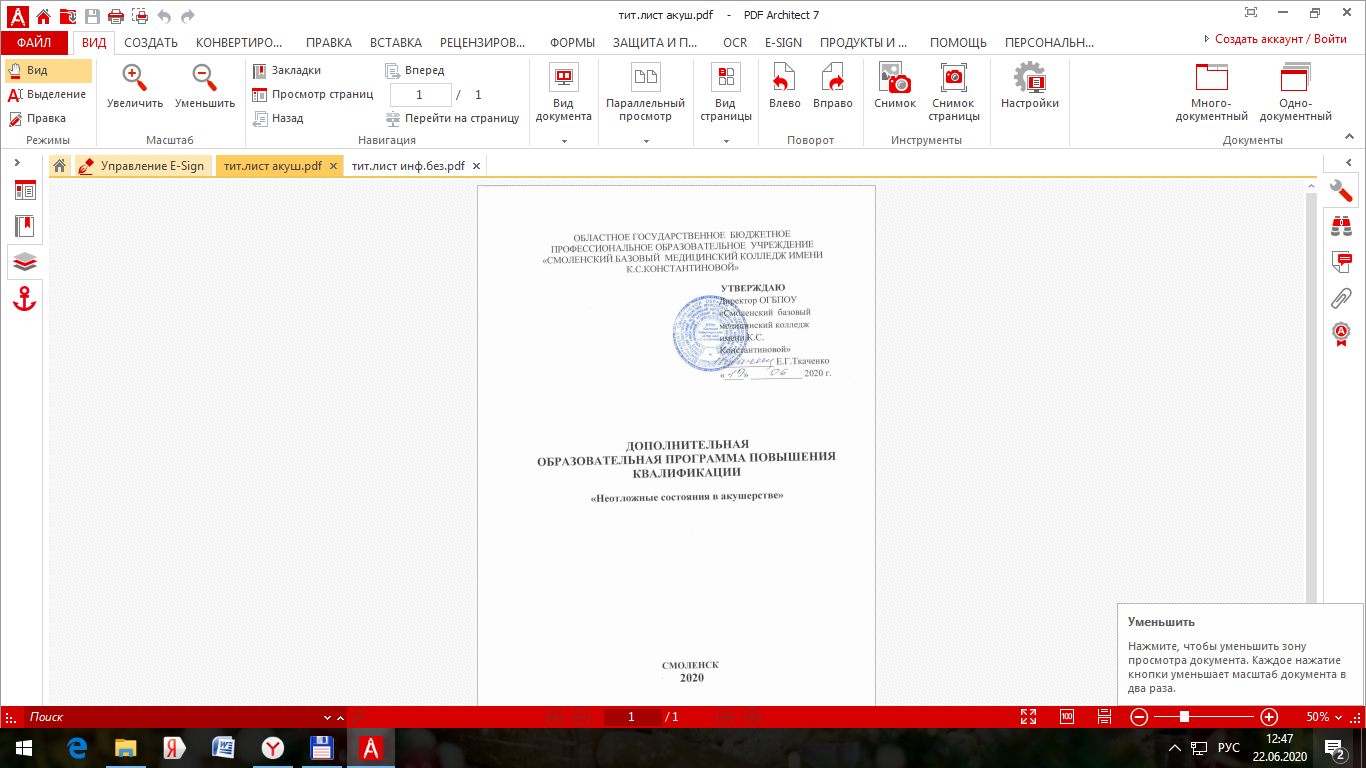 тит.лист акуш.pdf - PDF Architect 7
ФАЙЛ ВИД СОЗДАТЬ КОНВЕРТИРО... ПРАВКА ВСТАВКА РЕЦЕНЗИРОВ... ФОРМЫ ЗАЩИТА И П... OCR E-SIGN ПРОДУКТЫ И ... ПОМОЩЬ ПЕРСОНАЛЬН... Создать аккаунт / Войти
Вид
Выделение
Правка
Режимы
Увеличить Уменьшить
Масштаб
Закладки
Просмотр страниц
Назад
Вперед
1 / 1
Перейти на страницу
Навигация
Вид документа
Параллельный просмотр
Вид страницы
Влево Вправо
Поворот
Снимок
Снимок страницы
Инструменты
Настройки
Много-документный
Одно-документный
Документы
Управление E-Sign тит.лист акуш.pdf тит.лист инф.без.pdf
ОБЛАСТНОЕ ГОСУДАРСТВЕННОЕ БЮДЖЕТНОЕ
ПРОФЕССИОНАЛЬНОЕ ОБРАЗОВАТЕЛЬНОЕ УЧРЕЖДЕНИЕ
«СМОЛЕНСКИЙ БАЗОВЫЙ МЕДИЦИНСКИЙ КОЛЛЕДЖ ИМЕНИ
К.С.КОНСТАНТИНОВОЙ»
УТВЕРЖДАЮ
Директор ОГБПОУ
«Смоленский базовый
медицинский колледж
имени К.С.
Константиновой»
Е.Г.Ткаченко
«19» 06 2020 г.
ДОПОЛНИТЕЛЬНАЯ
ОБРАЗОВАТЕЛЬНАЯ ПРОГРАММА ПОВЫШЕНИЯ
КВАЛИФИКАЦИИ
«Неотложные состояния в акушерстве»
СМОЛЕНСК
2020
Уменьшить
Нажмите, чтобы уменьшить зону
просмотра документа. Каждое нажатие
кнопки уменьшает масштаб документа в
два раза.
Поиск 1 / 1 100 50%
РУС 12:47
22.06.2020 2